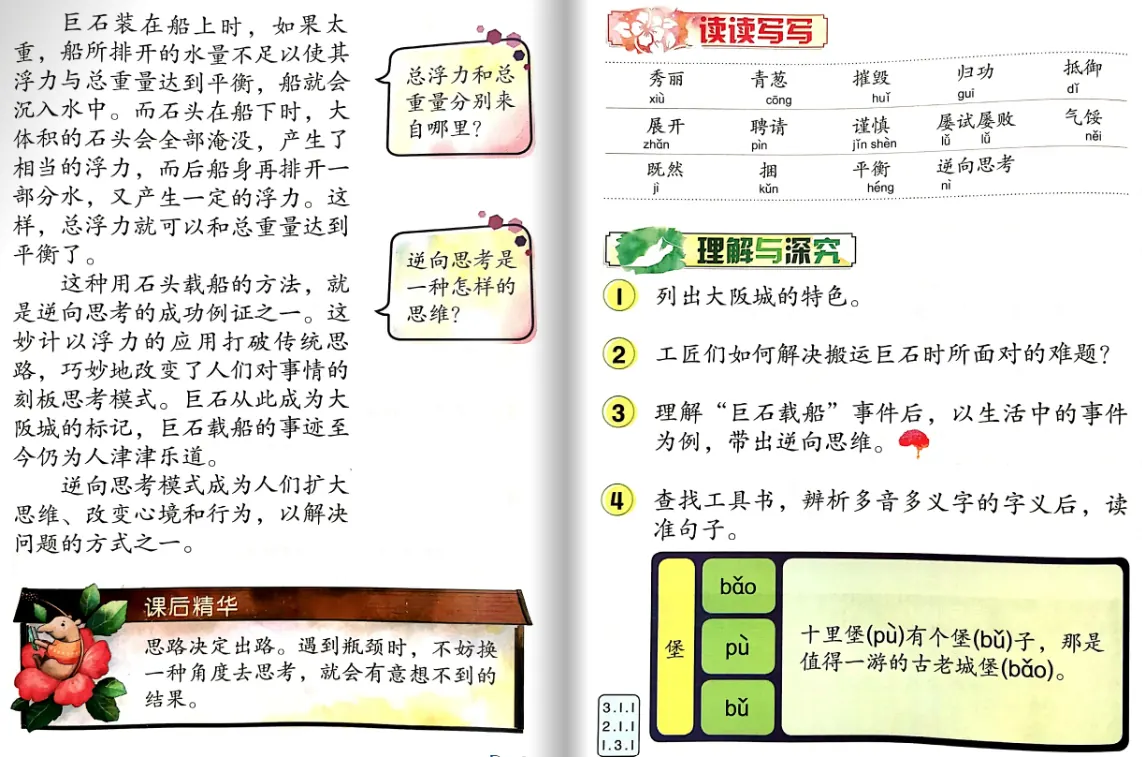 巨石装在船上时，如果太
重，船所排开的水量不足以使其
浮力与总重量达到平衡，船就会
沉入水中。而石头在船下时，大
体积的石头会全部淹没，产生了
相当的浮力，而后船身再排开一
部分水，又产生一定的浮力。这
样，总浮力就可以和总重量达到
平衡了。
这种用石头载船的方法，就
是逆向思考的成功例证之一。这
妙计以浮力的应用打破传统思
路，巧妙地改变了人们对事情的
刻板思考模式。巨石从此成为大
阪城的标记，巨石载船的事迹至
今仍为人津津乐道。
逆向思考模式成为人们扩大
思维、改变心境和行为，以解决
问题的方式之一。
总浮力和总
重量分别来
自哪里？
逆向思考是
一种怎样的
思维？
课后精华
思路决定出路。遇到瓶颈时，不妨换
一种角度去思考，就会有意想不到的
结果。
读读写写
秀丽 青葱 摧毁 归功 抵御
xiù cōng huǐ guī dǐ
展开 聘请 谨慎 屡试屡败 气馁
zhǎn pìn jǐn shèn lǚ lǚ něi
既然 捆 平衡 逆向思考
jì kǔn héng nì
理解与深究
1 列出大阪城的特色。
2 工匠们如何解决搬运巨石时所面对的难题？
3 理解“巨石载船”事件后，以生活中的事件
为例，带出逆向思维。
4 查找工具书，辨析多音多义字的字义后，读
准句子。
堡
bǎo
pù
bǔ
十里堡(pù)有个堡(bǔ)子，那是
值得一游的古老城堡(bǎo)。
3.1.1
2.1.1
1.3.1